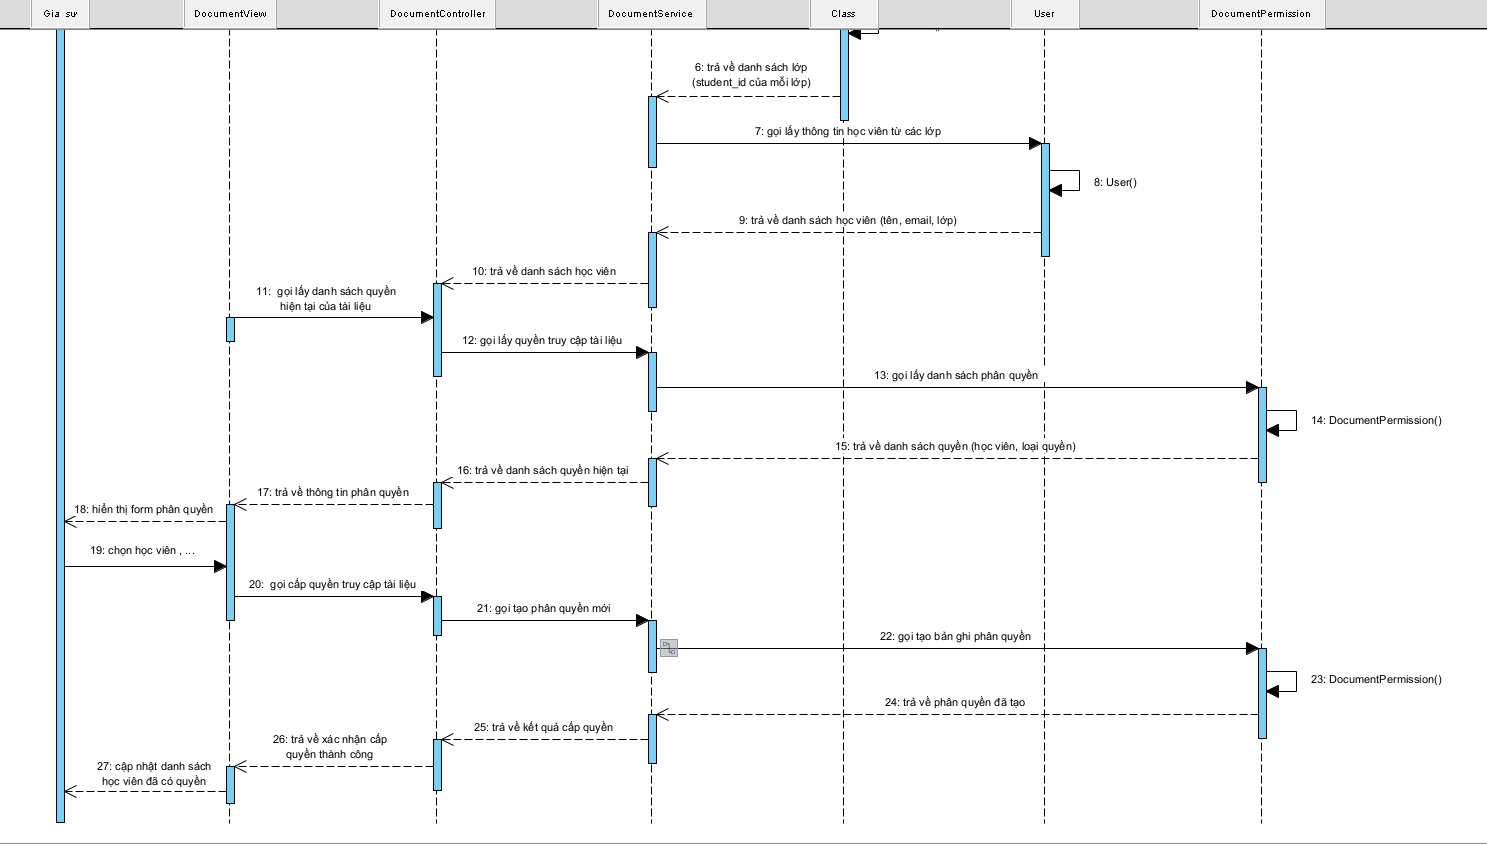 Gia sư
DocumentView
DocumentController
DocumentService
Class
User
DocumentPermission
6: trả về danh sách lớp
(student_id của mỗi lớp)
7: gọi lấy thông tin học viên từ các lớp
8: User()
9: trả về danh sách học viên (tên, email, lớp)
10: trả về danh sách học viên
11:  gọi lấy danh sách quyền
hiện tại của tài liệu
12: gọi lấy quyền truy cập tài liệu
13: gọi lấy danh sách phân quyền
14: DocumentPermission()
15: trả về danh sách quyền (học viên, loại quyền)
16: trả về danh sách quyền hiện tại
17: trả về thông tin phân quyền
18: hiển thị form phân quyền
19: chọn học viên , ...
20:  gọi cấp quyền truy cập tài liệu
21: gọi tạo phân quyền mới
22: gọi tạo bản ghi phân quyền
23: DocumentPermission()
24: trả về phân quyền đã tạo
25: trả về kết quả cấp quyền
26: trả về xác nhận cấp
quyền thành công
27: cập nhật danh sách
học viên đã có quyền